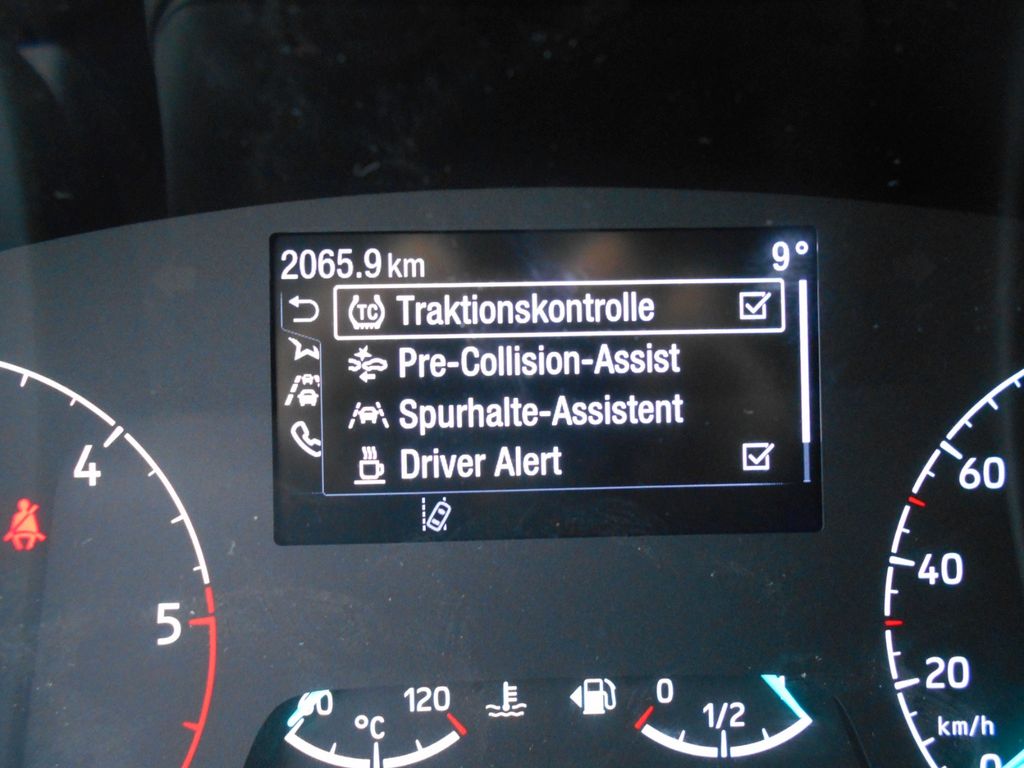 2065.9 km 9°
TC Traktionskontrolle
Pre-Collision-Assist
Spurhalte-Assistent
Driver Alert
4
5
60
40
20
km/h
0
120
°C
0
1/2